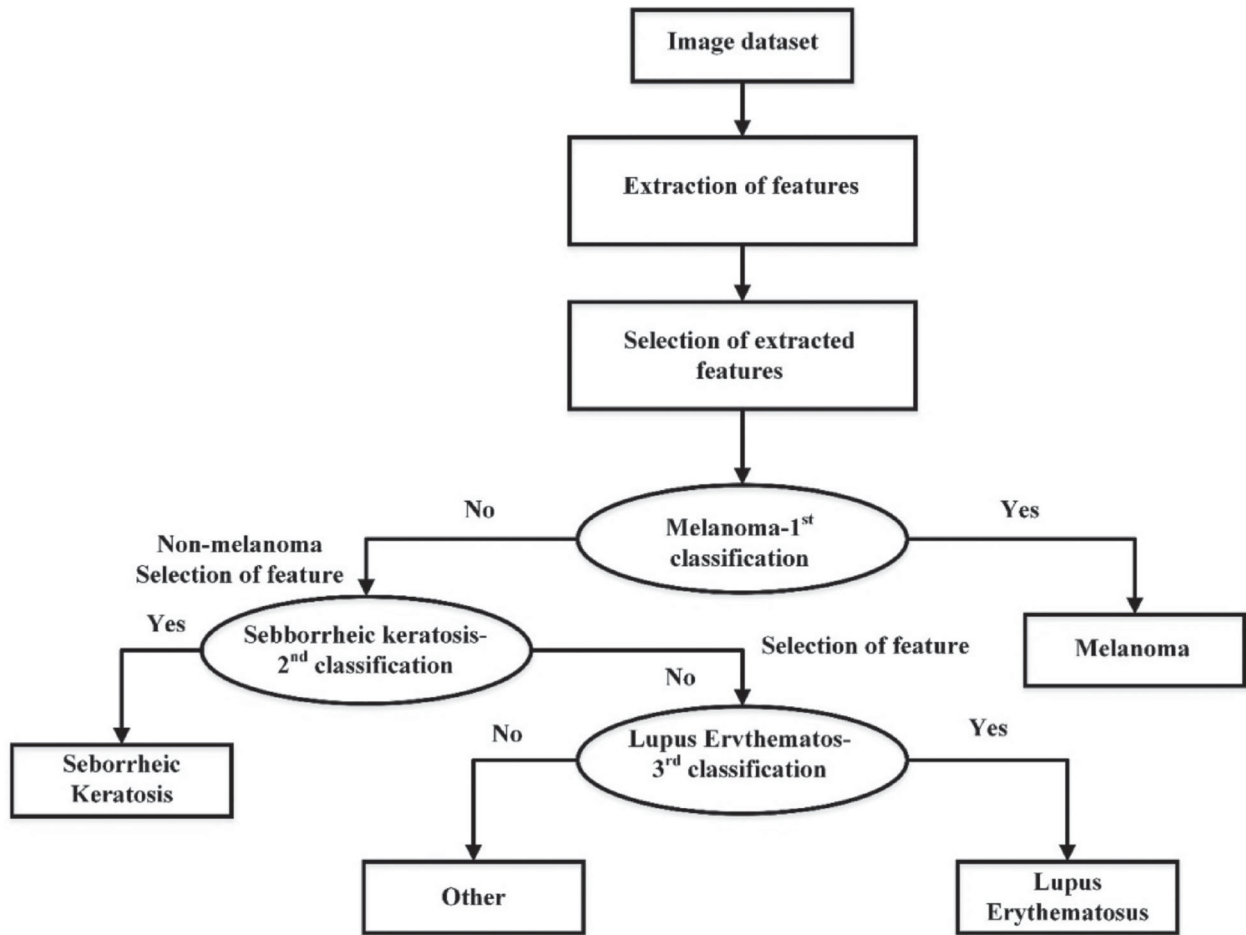 Image dataset
Extraction of features
Selection of extracted
features
No
Melanoma-1st
classification
Yes
Non-melanoma
Selection of feature
Yes
Sebborrheic keratosis-
2nd classification
Selection of feature
No
Melanoma
Seborrheic
Keratosis
No
Lupus Ervthematos-
3rd classification
Yes
Other
Lupus
Erythematosus